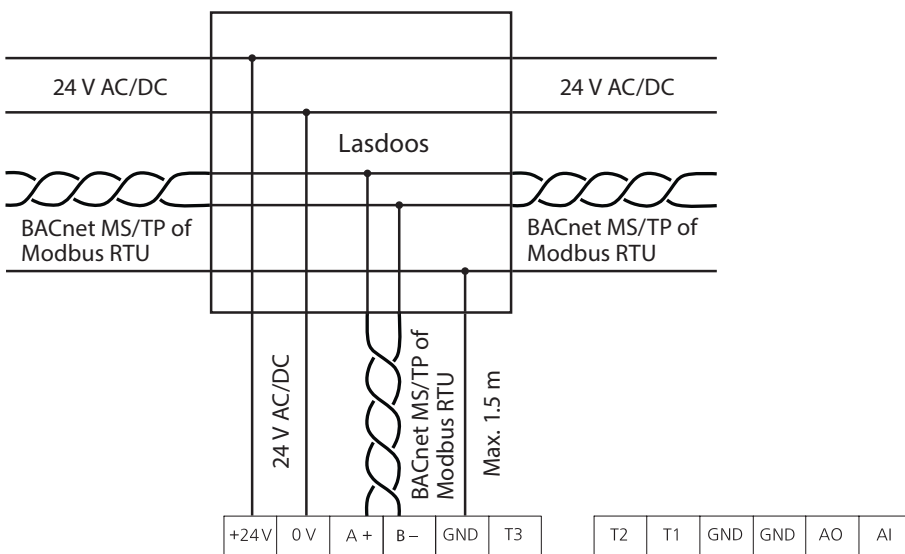 24 V AC/DC
24 V AC/DC
Lasdoos
BACnet MS/TP of
Modbus RTU
BACnet MS/TP of
Modbus RTU
24 V AC/DC
BACnet MS/TP of
Modbus RTU
Max. 1.5 m
+24 V 0 V A + B – GND T3 T2 T1 GND GND AO AI